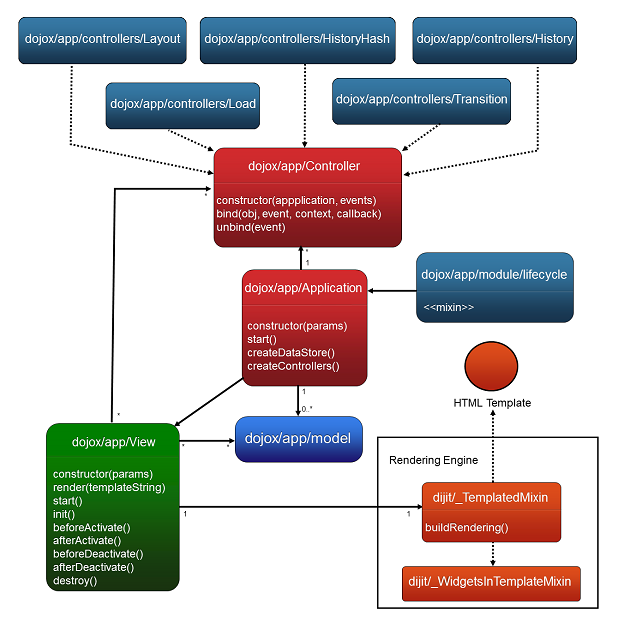 dojox/app/controllers/Layout
dojox/app/controllers/HistoryHash
dojox/app/controllers/History
dojox/app/controllers/Load
dojox/app/controllers/Transition
dojox/app/Controller
constructor(appplication, events)
bind(obj, event, context, callback)
unbind(event)
*
*
1
dojox/app/Application
constructor(params)
start()
createDataStore()
createControllers()
dojox/app/module/lifecycle
<<mixin>>
HTML Template
1
0..*
*
dojox/app/model
dojox/app/View
constructor(params)
render(templateString)
start()
init()
beforeActivate()
afterActivate()
beforeDeactivate()
afterDeactivate()
destroy()
*
*
1
1
Rendering Engine
dijit/_TemplatedMixin
buildRendering()
dijit/_WidgetsInTemplateMixin